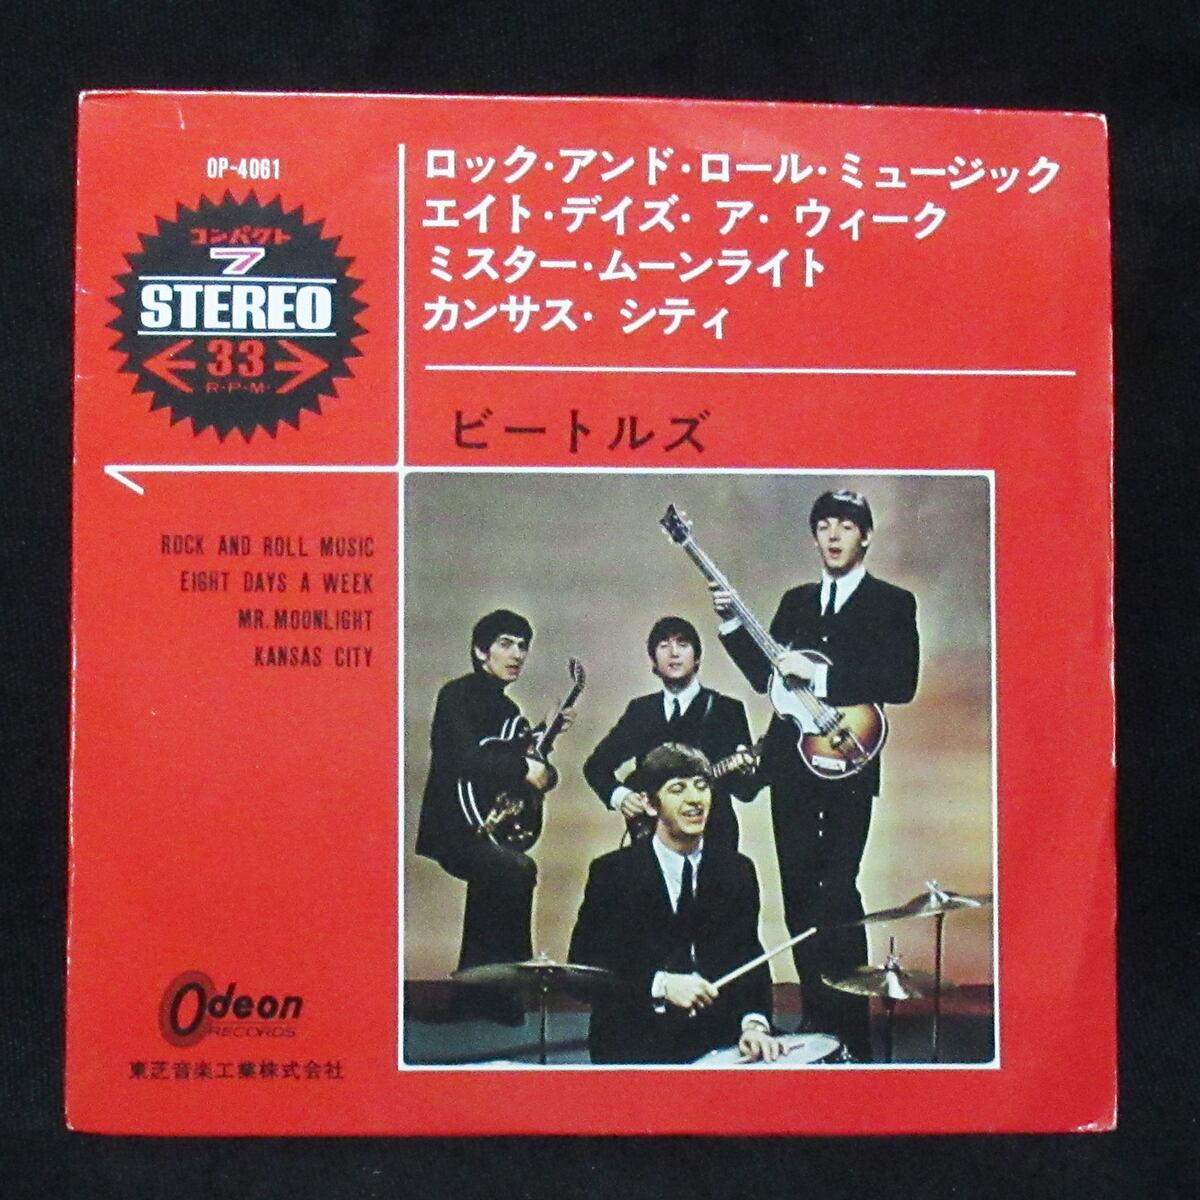 OP-4061
コンパクト
7
STEREO
33
R·P·M·
ロック・アンド・ロール・ミュージック
エイト・デイズ・ア・ウィーク
ミスター・ムーンライト
カンサス・シティ
ビートルズ
ROCK AND ROLL MUSIC
EIGHT DAYS A WEEK
MR. MOONLIGHT
KANSAS CITY
Odeon
RECORDS
東芝音楽工業株式会社